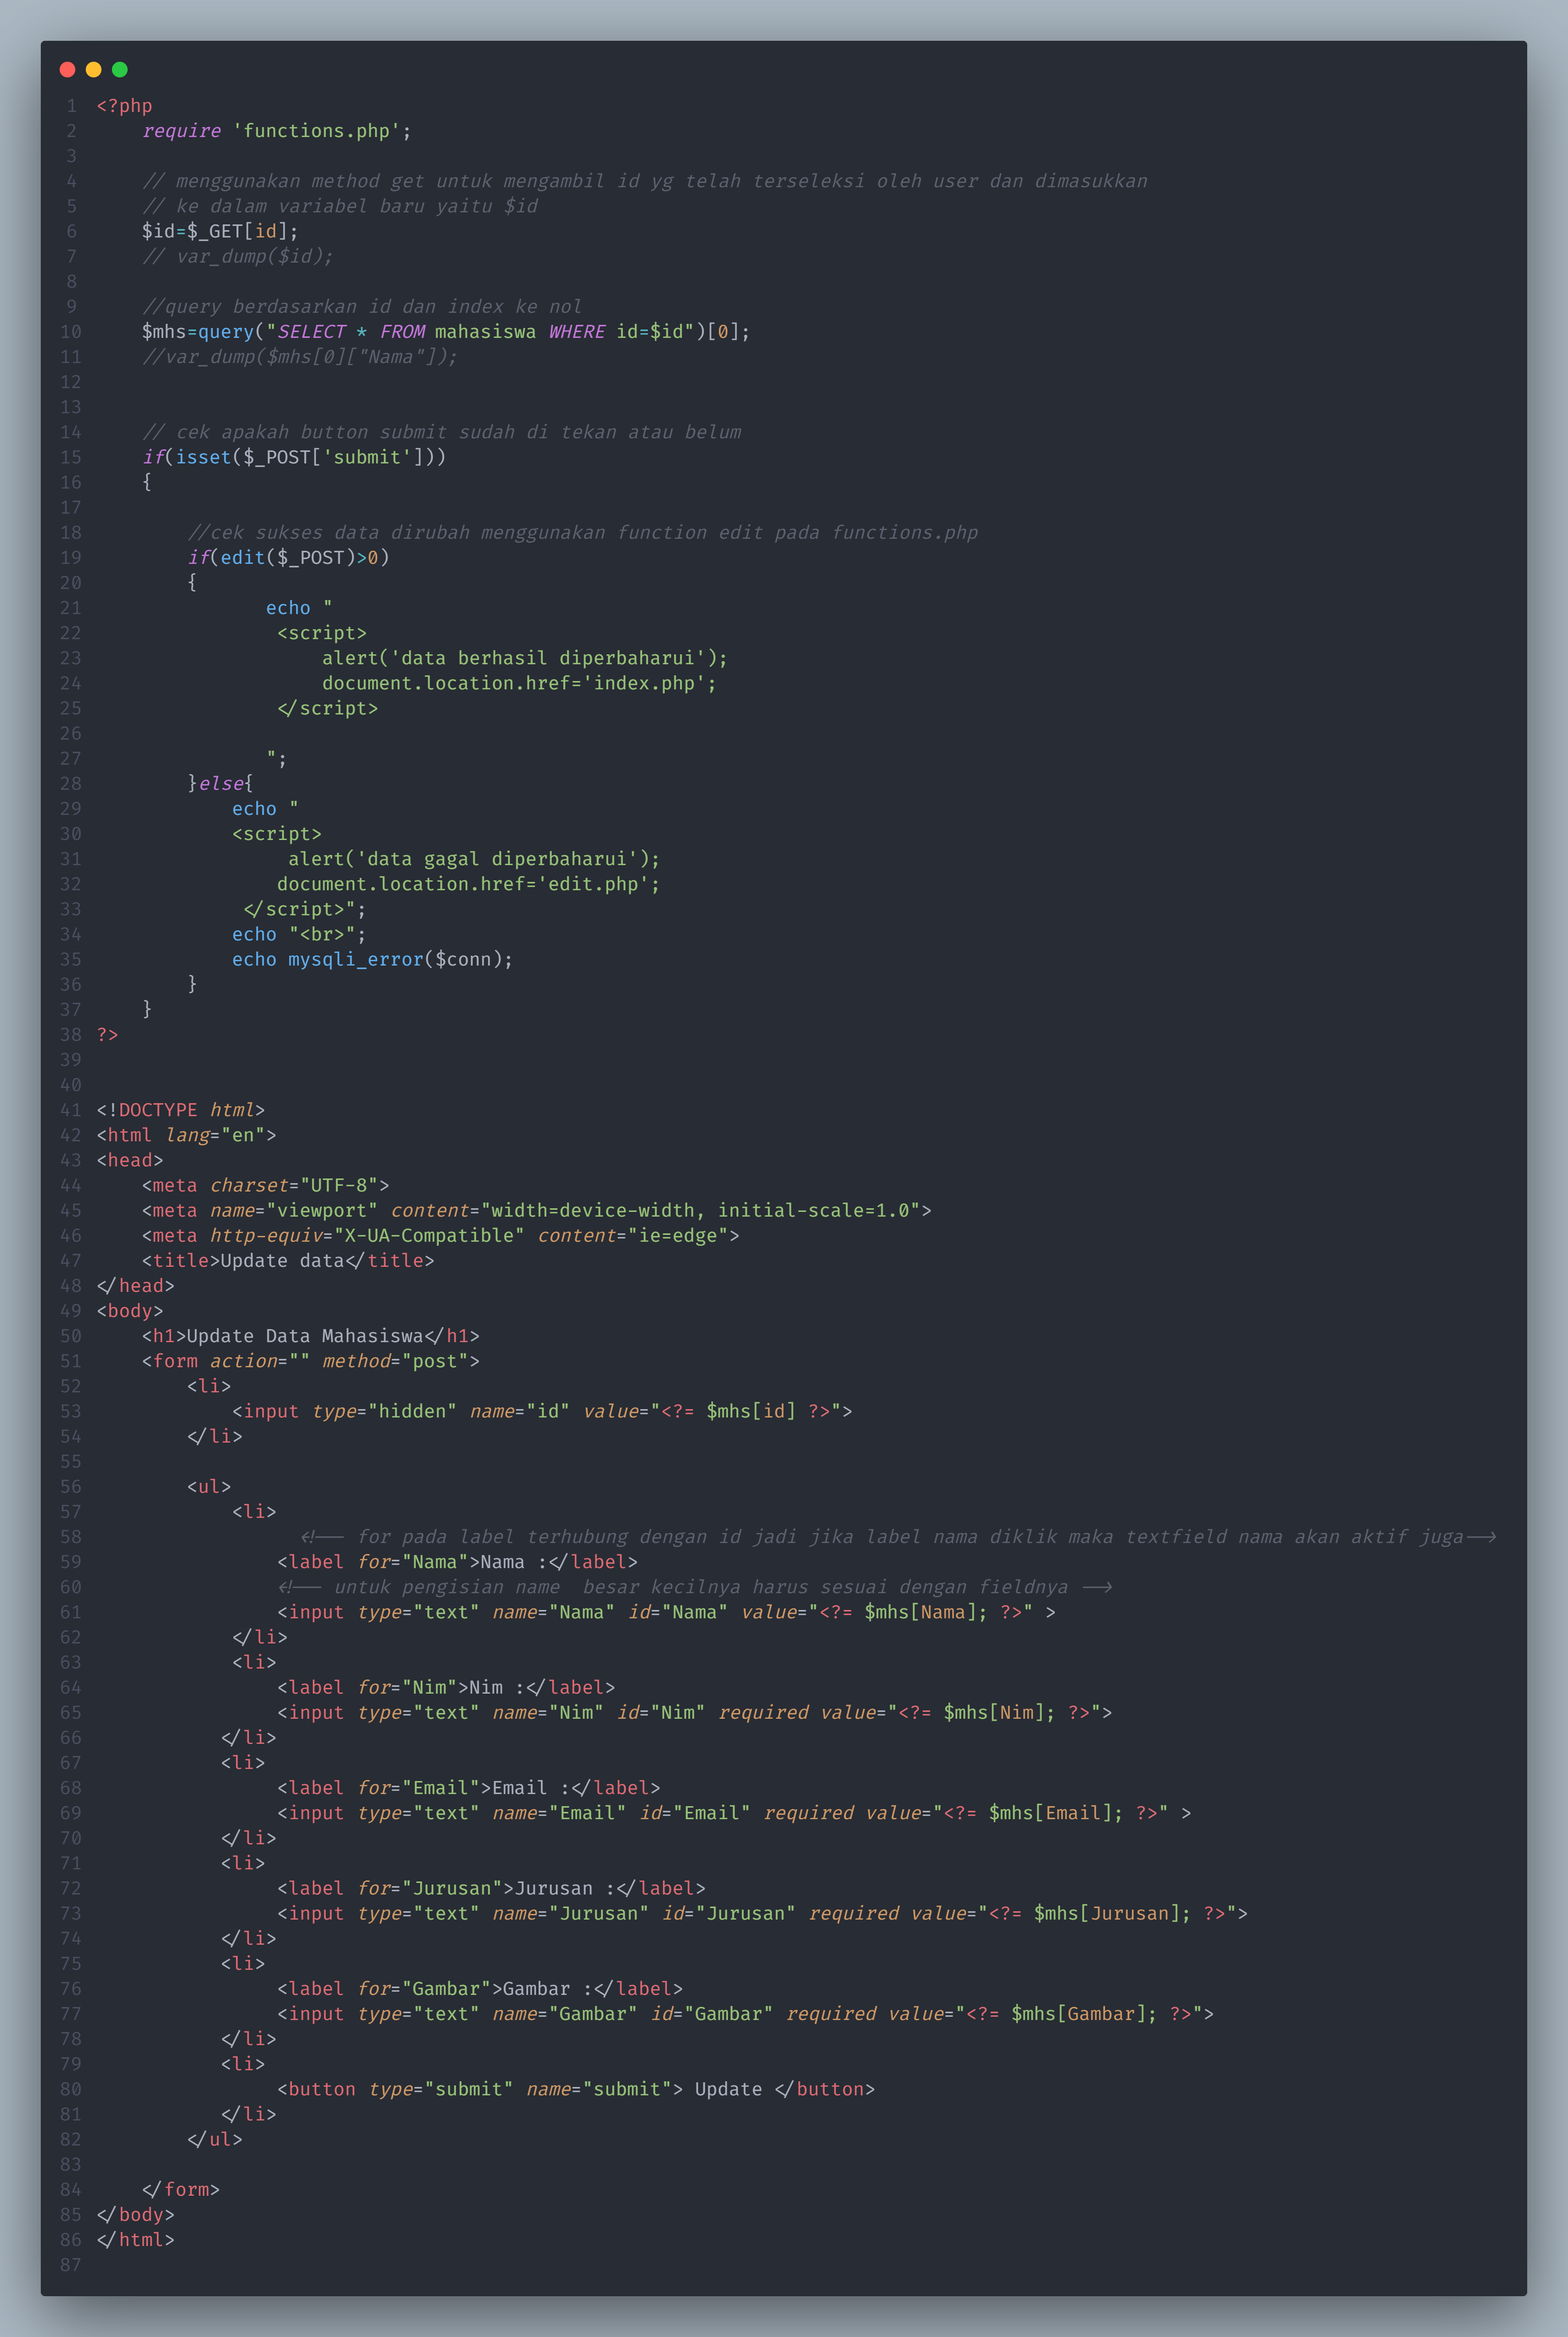 1 <?php
2     require 'functions.php';
3
4     // menggunakan method get untuk mengambil id yg telah terseleksi oleh user dan dimasukkan
5     // ke dalam variabel baru yaitu $id
6     $id=$_GET[id];
7     // var_dump($id);
8
9     //query berdasarkan id dan index ke nol
10     $mhs=query("SELECT * FROM mahasiswa WHERE id=$id")[0];
11     //var_dump($mhs[0]["Nama"]);
12
13
14     // cek apakah button submit sudah di tekan atau belum
15     if(isset($_POST['submit']))
16     {
17
18         //cek sukses data dirubah menggunakan function edit pada functions.php
19         if(edit($_POST)>0)
20         {
21                echo "
22                 <script>
23                     alert('data berhasil diperbaharui');
24                     document.location.href='index.php';
25                 </script>
26
27                ";
28         }else{
29             echo "
30             <script>
31                  alert('data gagal diperbaharui');
32                 document.location.href='edit.php';
33              </script>";
34             echo "<br>";
35             echo mysqli_error($conn);
36         }
37     }
38 ?>
39
40
41 <!DOCTYPE html>
42 <html lang="en">
43 <head>
44     <meta charset="UTF-8">
45     <meta name="viewport" content="width=device-width, initial-scale=1.0">
46     <meta http-equiv="X-UA-Compatible" content="ie=edge">
47     <title>Update data</title>
48 </head>
49 <body>
50     <h1>Update Data Mahasiswa</h1>
51     <form action="" method="post">
52         <li>
53             <input type="hidden" name="id" value="<?= $mhs[id] ?>">
54         </li>
55
56         <ul>
57             <li>
58                   <!-- for pada label terhubung dengan id jadi jika label nama diklik maka textfield nama akan aktif juga-->
59                 <label for="Nama">Nama :</label>
60                 <!-- untuk pengisian name  besar kecilnya harus sesuai dengan fieldnya -->
61                 <input type="text" name="Nama" id="Nama" value="<?= $mhs[Nama]; ?>" >
62             </li>
63             <li>
64                 <label for="Nim">Nim :</label>
65                 <input type="text" name="Nim" id="Nim" required value="<?= $mhs[Nim]; ?>">
66            </li>
67            <li>
68                 <label for="Email">Email :</label>
69                 <input type="text" name="Email" id="Email" required value="<?= $mhs[Email]; ?>" >
70            </li>
71            <li>
72                 <label for="Jurusan">Jurusan :</label>
73                 <input type="text" name="Jurusan" id="Jurusan" required value="<?= $mhs[Jurusan]; ?>">
74            </li>
75            <li>
76                 <label for="Gambar">Gambar :</label>
77                 <input type="text" name="Gambar" id="Gambar" required value="<?= $mhs[Gambar]; ?>">
78            </li>
79            <li>
80                 <button type="submit" name="submit"> Update </button>
81            </li>
82         </ul>
83
84     </form>
85 </body>
86 </html>
87